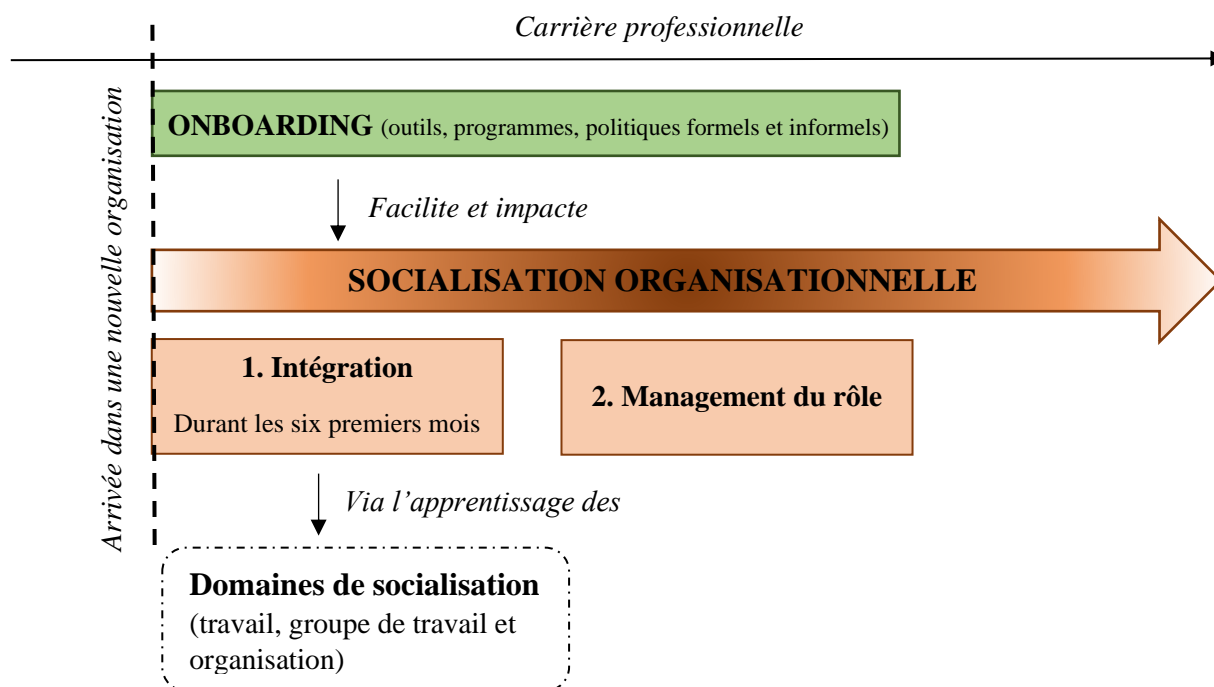 Carrière professionnelle
Arrivée dans une nouvelle organisation
ONBOARDING (outils, programmes, politiques formels et informels)
Facilite et impacte
SOCIALISATION ORGANISATIONNELLE
1. Intégration
Durant les six premiers mois
2. Management du rôle
Via l’apprentissage des
Domaines de socialisation
(travail, groupe de travail et
organisation)